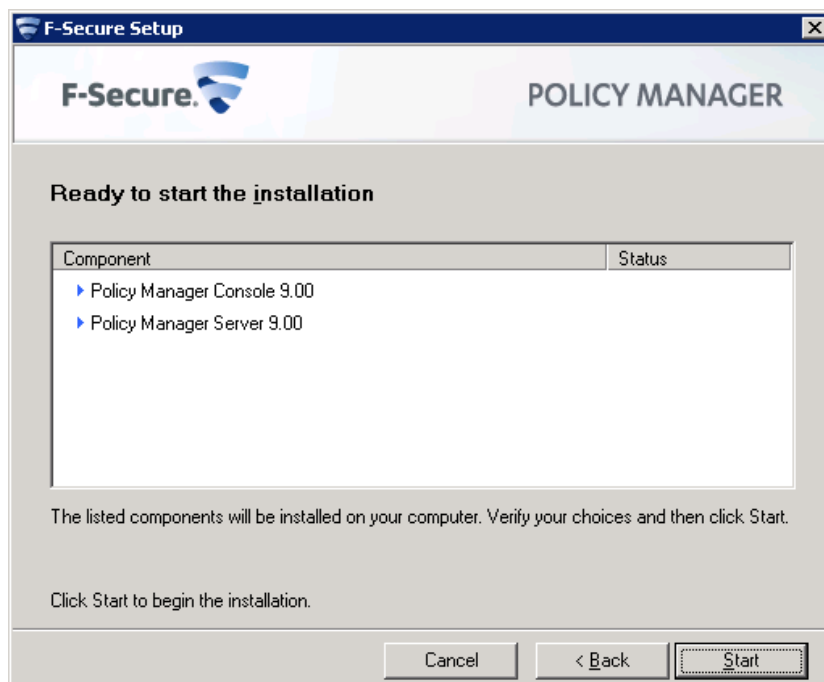 F-Secure Setup
F-Secure. POLICY MANAGER
Ready to start the installation
Component Status
Policy Manager Console 9.00
Policy Manager Server 9.00
The listed components will be installed on your computer. Verify your choices and then click Start.
Click Start to begin the installation.
Cancel < Back Start